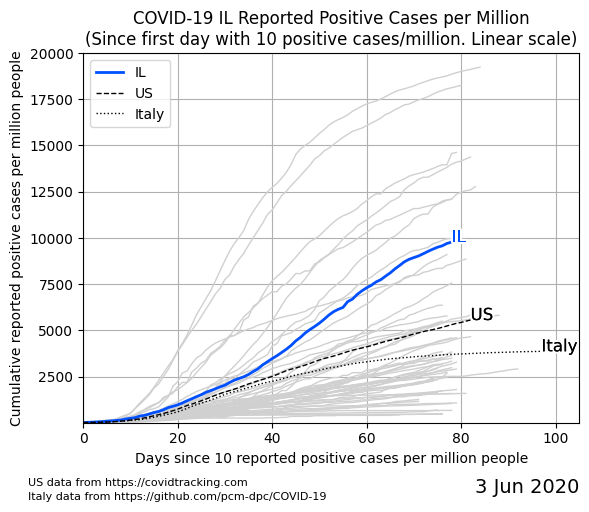 COVID-19 IL Reported Positive Cases per Million
(Since first day with 10 positive cases/million. Linear scale)
Cumulative reported positive cases per million people
20000
17500
15000
12500
10000
7500
5000
2500
IL
US
Italy
IL
US
Italy
0
20
40
60
80
100
Days since 10 reported positive cases per million people
US data from https://covidtracking.com
Italy data from https://github.com/pcm-dpc/COVID-19
3 Jun 2020